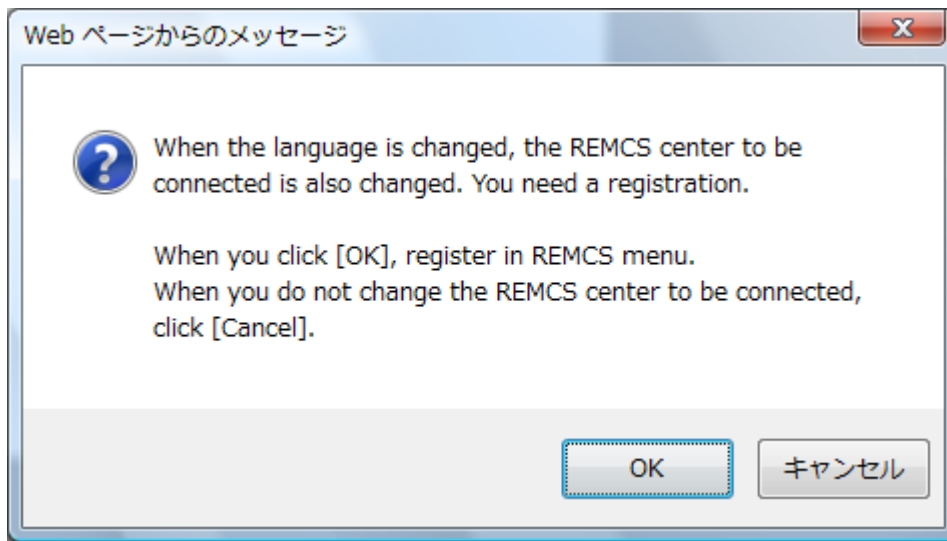 Web ページからのメッセージ
When the language is changed, the REMCS center to be
connected is also changed. You need a registration.
When you click [OK], register in REMCS menu.
When you do not change the REMCS center to be connected,
click [Cancel].
OK
キャンセル